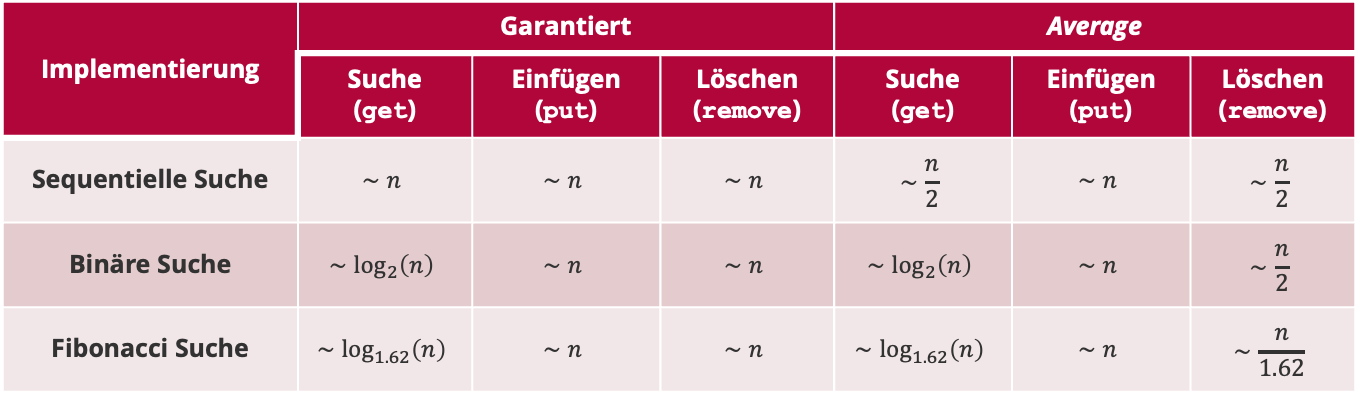 Implementierung Garantiert Average
Suche (get) Einfügen (put) Löschen (remove) Suche (get) Einfügen (put) Löschen (remove)
Sequentielle Suche ~ n ~ n ~ n ~ n/2 ~ n ~ n/2
Binäre Suche ~ log₂(n) ~ n ~ n ~ log₂(n) ~ n ~ n/2
Fibonacci Suche ~ log₁.₆₂(n) ~ n ~ n ~ log₁.₆₂(n) ~ n ~ n/1.62